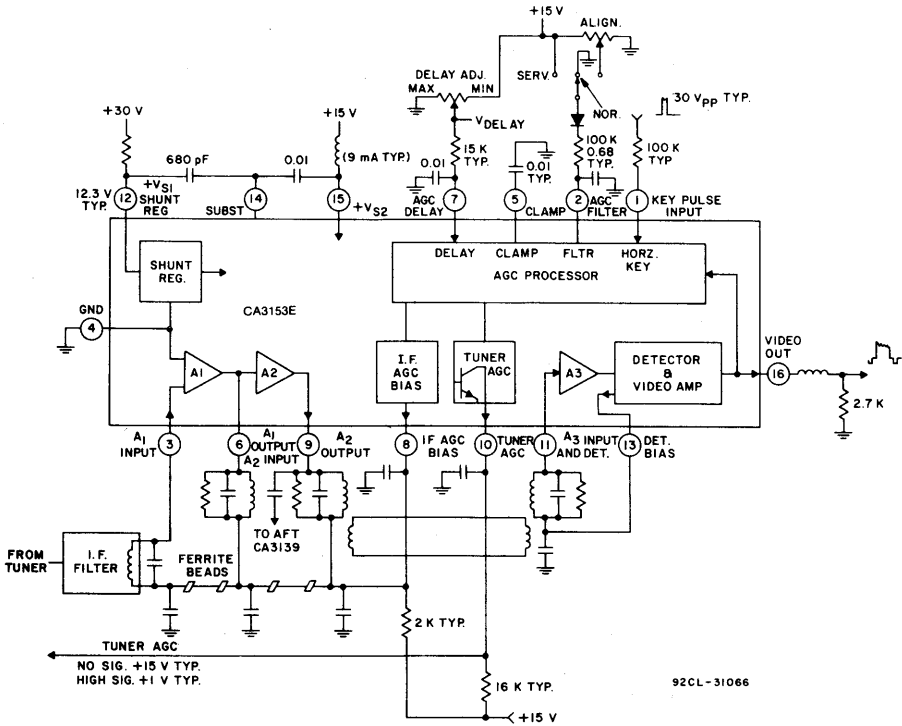 +15 V
ALIGN.
SERV.
DELAY ADJ.
MAX MIN
NOR.
30 VPP TYP.
+30 V
+15 V
VDELAY
680 pF
0.01
(9 mA TYP.)
0.01
15 K
TYP.
0.01
TYP.
100 K
0.68
TYP.
100 K
TYP
12.3 V
TYP.
12
+VS1
SHUNT
REG
SUBST
14
15
+VS2
AGC
DELAY
7
5
CLAMP
2
AGC
FILTER
1
KEY PULSE
INPUT
DELAY CLAMP FLTR HORZ.
KEY
AGC PROCESSOR
SHUNT
REG.
CA3153E
GND
4
A1
A2
I.F.
AGC
BIAS
TUNER
AGC
A3
DETECTOR
&
VIDEO AMP
VIDEO
OUT
16
2.7 K
A1
INPUT
3
6
A1
OUTPUT
INPUT
A2
9
A2
OUTPUT
8
IF AGC
BIAS
10
TUNER
AGC
11
A3 INPUT
AND DET.
13
DET.
BIAS
TO AFT
CA3139
FROM
TUNER
I.F.
FILTER
FERRITE
BEADS
2 K TYP.
TUNER AGC
NO SIG. +15 V TYP.
HIGH SIG. +1 V TYP.
16 K TYP.
+15 V
92CL-31066